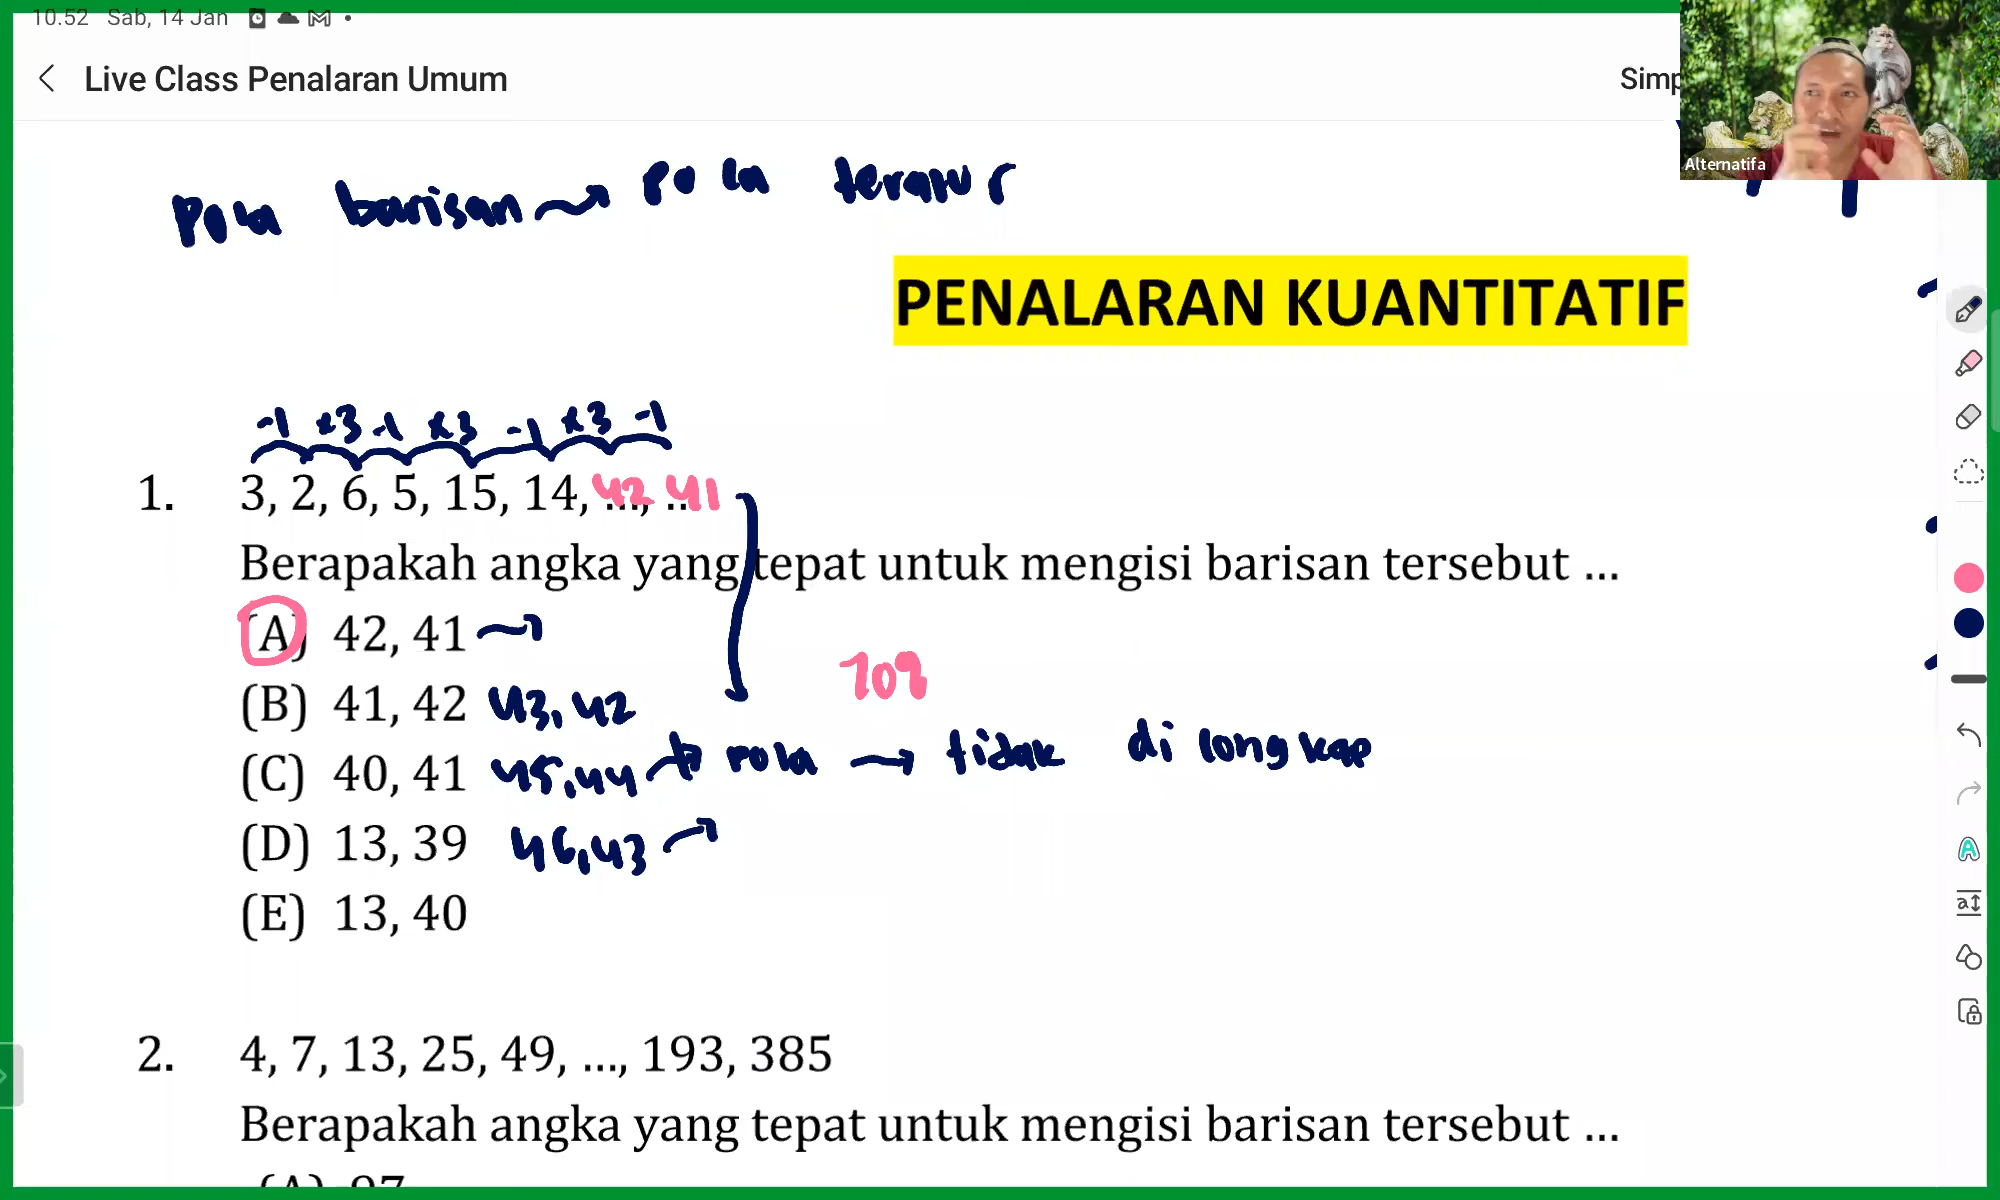 10.52 Sab, 14 Jan
Live Class Penalaran Umum
Simp
Alternatifa
Pola barisan → pola teratur
PENALARAN KUANTITATIF
-1 x3 -1 x3 -1 x3 -1
1. 3, 2, 6, 5, 15, 14, ..., .. 42 41
Berapakah angka yang tepat untuk mengisi barisan tersebut ...
(A) 42, 41 →
(B) 41, 42 43, 42
(C) 40, 41 45, 44 → pola → tidak di longkap
(D) 13, 39 46, 43 →
(E) 13, 40
2. 4, 7, 13, 25, 49, ..., 193, 385
Berapakah angka yang tepat untuk mengisi barisan tersebut ...
(A) 97